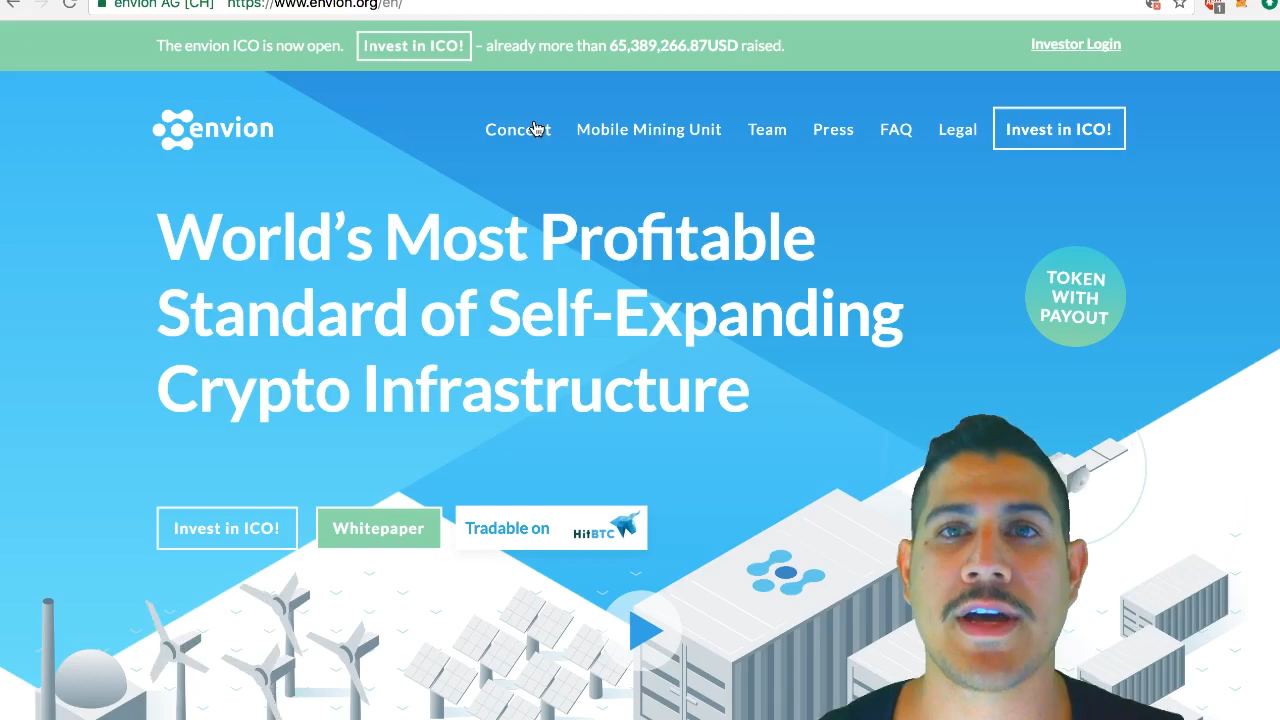 envion AG [CH] https://www.envion.org/en/
The envion ICO is now open. Invest in ICO! – already more than 65,389,266.87USD raised. Investor Login
envion Concept Mobile Mining Unit Team Press FAQ Legal Invest in ICO!
World’s Most Profitable
Standard of Self-Expanding
Crypto Infrastructure
TOKEN
WITH
PAYOUT
Invest in ICO! Whitepaper Tradable on HitBTC
1